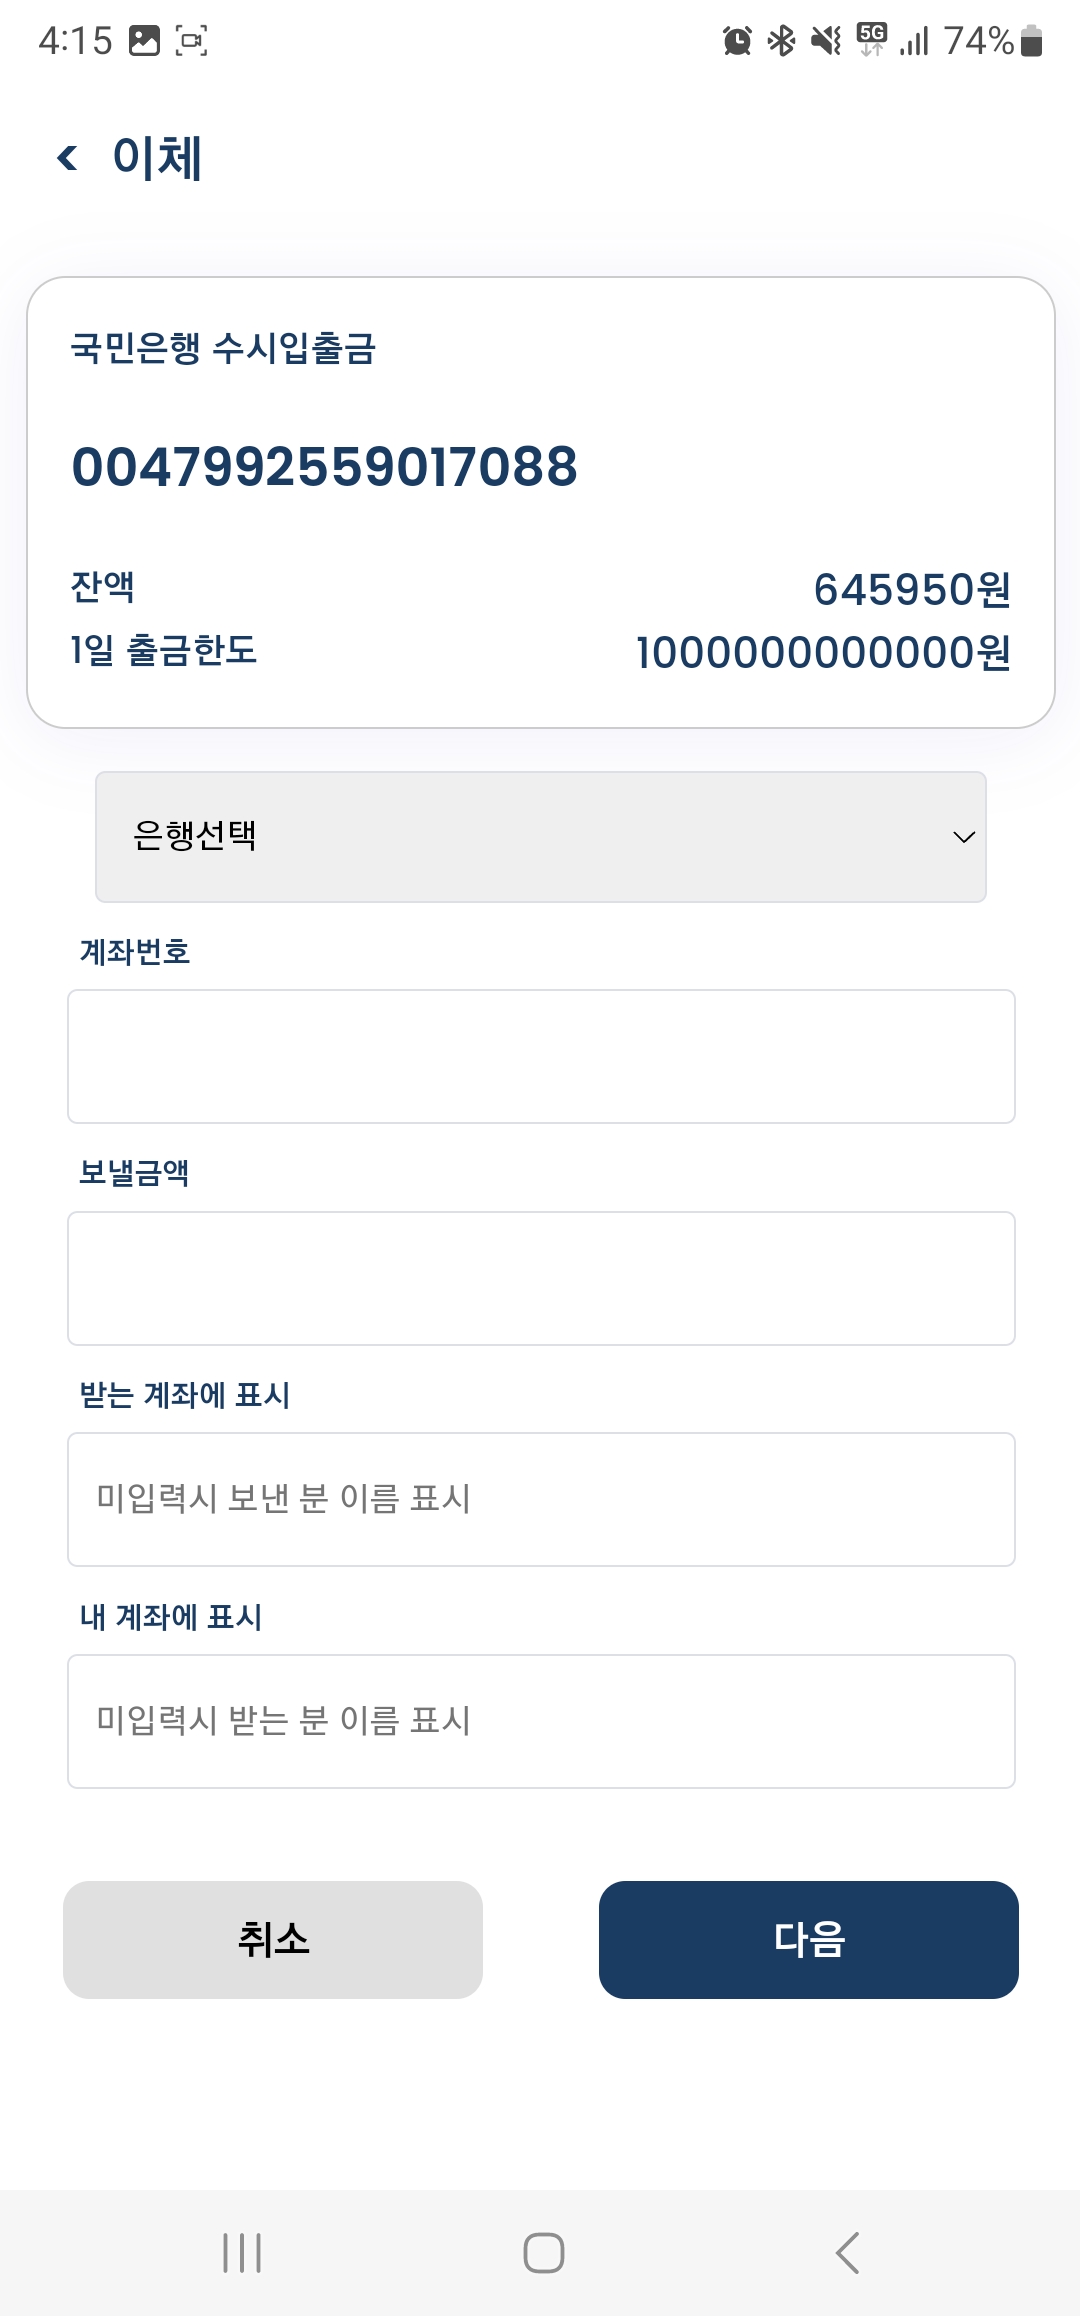 4:15
5G
74%
이체
국민은행 수시입출금
0047992559017088
잔액 645950원
1일 출금한도 1000000000000원
은행선택
계좌번호
보낼금액
받는 계좌에 표시
미입력시 보낸 분 이름 표시
내 계좌에 표시
미입력시 받는 분 이름 표시
취소 다음